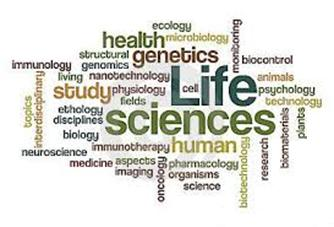 ecology
health microbiology
monitoring
structural genetics
immunology genomics biocontrol
living nanotechnology Life animals
study physiology cell psychology
topics interdisciplinary ethology fields technology
disciplines sciences biomaterials plants
biology immunotherapy human
neuroscience
medicine aspects pharmacology
imaging oncology organisms biotechnology research
science